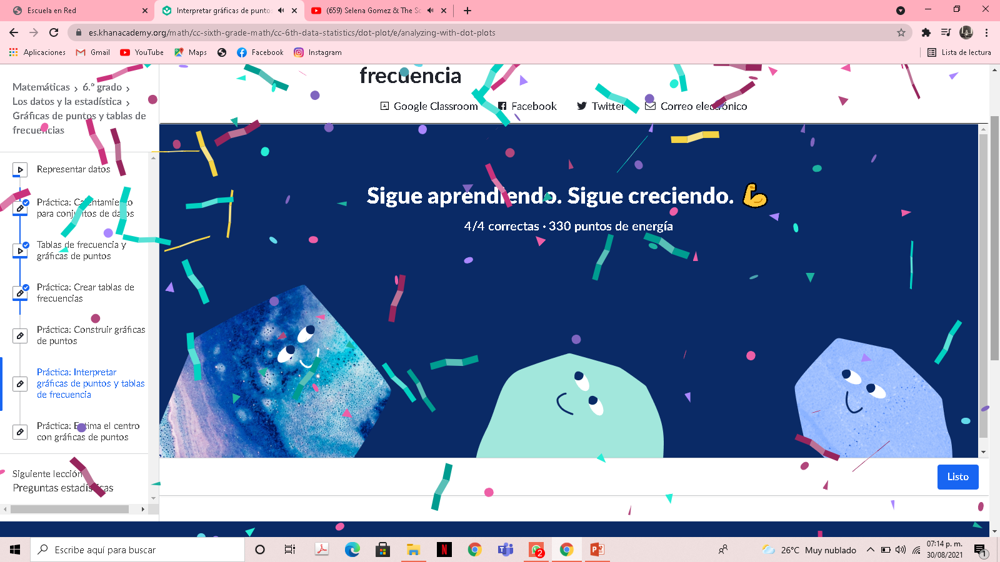 Escuela en Red
Interpretar gráficas de punto
(659) Selena Gomez & The Sc
es.khanacademy.org/math/cc-sixth-grade-math/cc-6th-data-statistics/dot-plot/e/analyzing-with-dot-plots
Aplicaciones
Gmail
YouTube
Maps
Facebook
Instagram
Lista de lectura
Matemáticas › 6.º grado ›
Los datos y la estadística ›
Gráficas de puntos y tablas de
frecuencias
Representar datos
Práctica: Calentamiento
para conjuntos de datos
Tablas de frecuencia y
gráficas de puntos
Práctica: Crear tablas de
frecuencias
Práctica: Construir gráficas
de puntos
Práctica: Interpretar
gráficas de puntos y tablas
de frecuencia
Práctica: Estima el centro
con gráficas de puntos
Siguiente lección
Preguntas estadísticas
frecuencia
Google Classroom
Facebook
Twitter
Correo electrónico
Sigue aprendiendo. Sigue creciendo. 💪
4/4 correctas · 330 puntos de energía
Listo
Escribe aquí para buscar
2
26°C Muy nublado
07:14 p. m.
30/08/2021
1